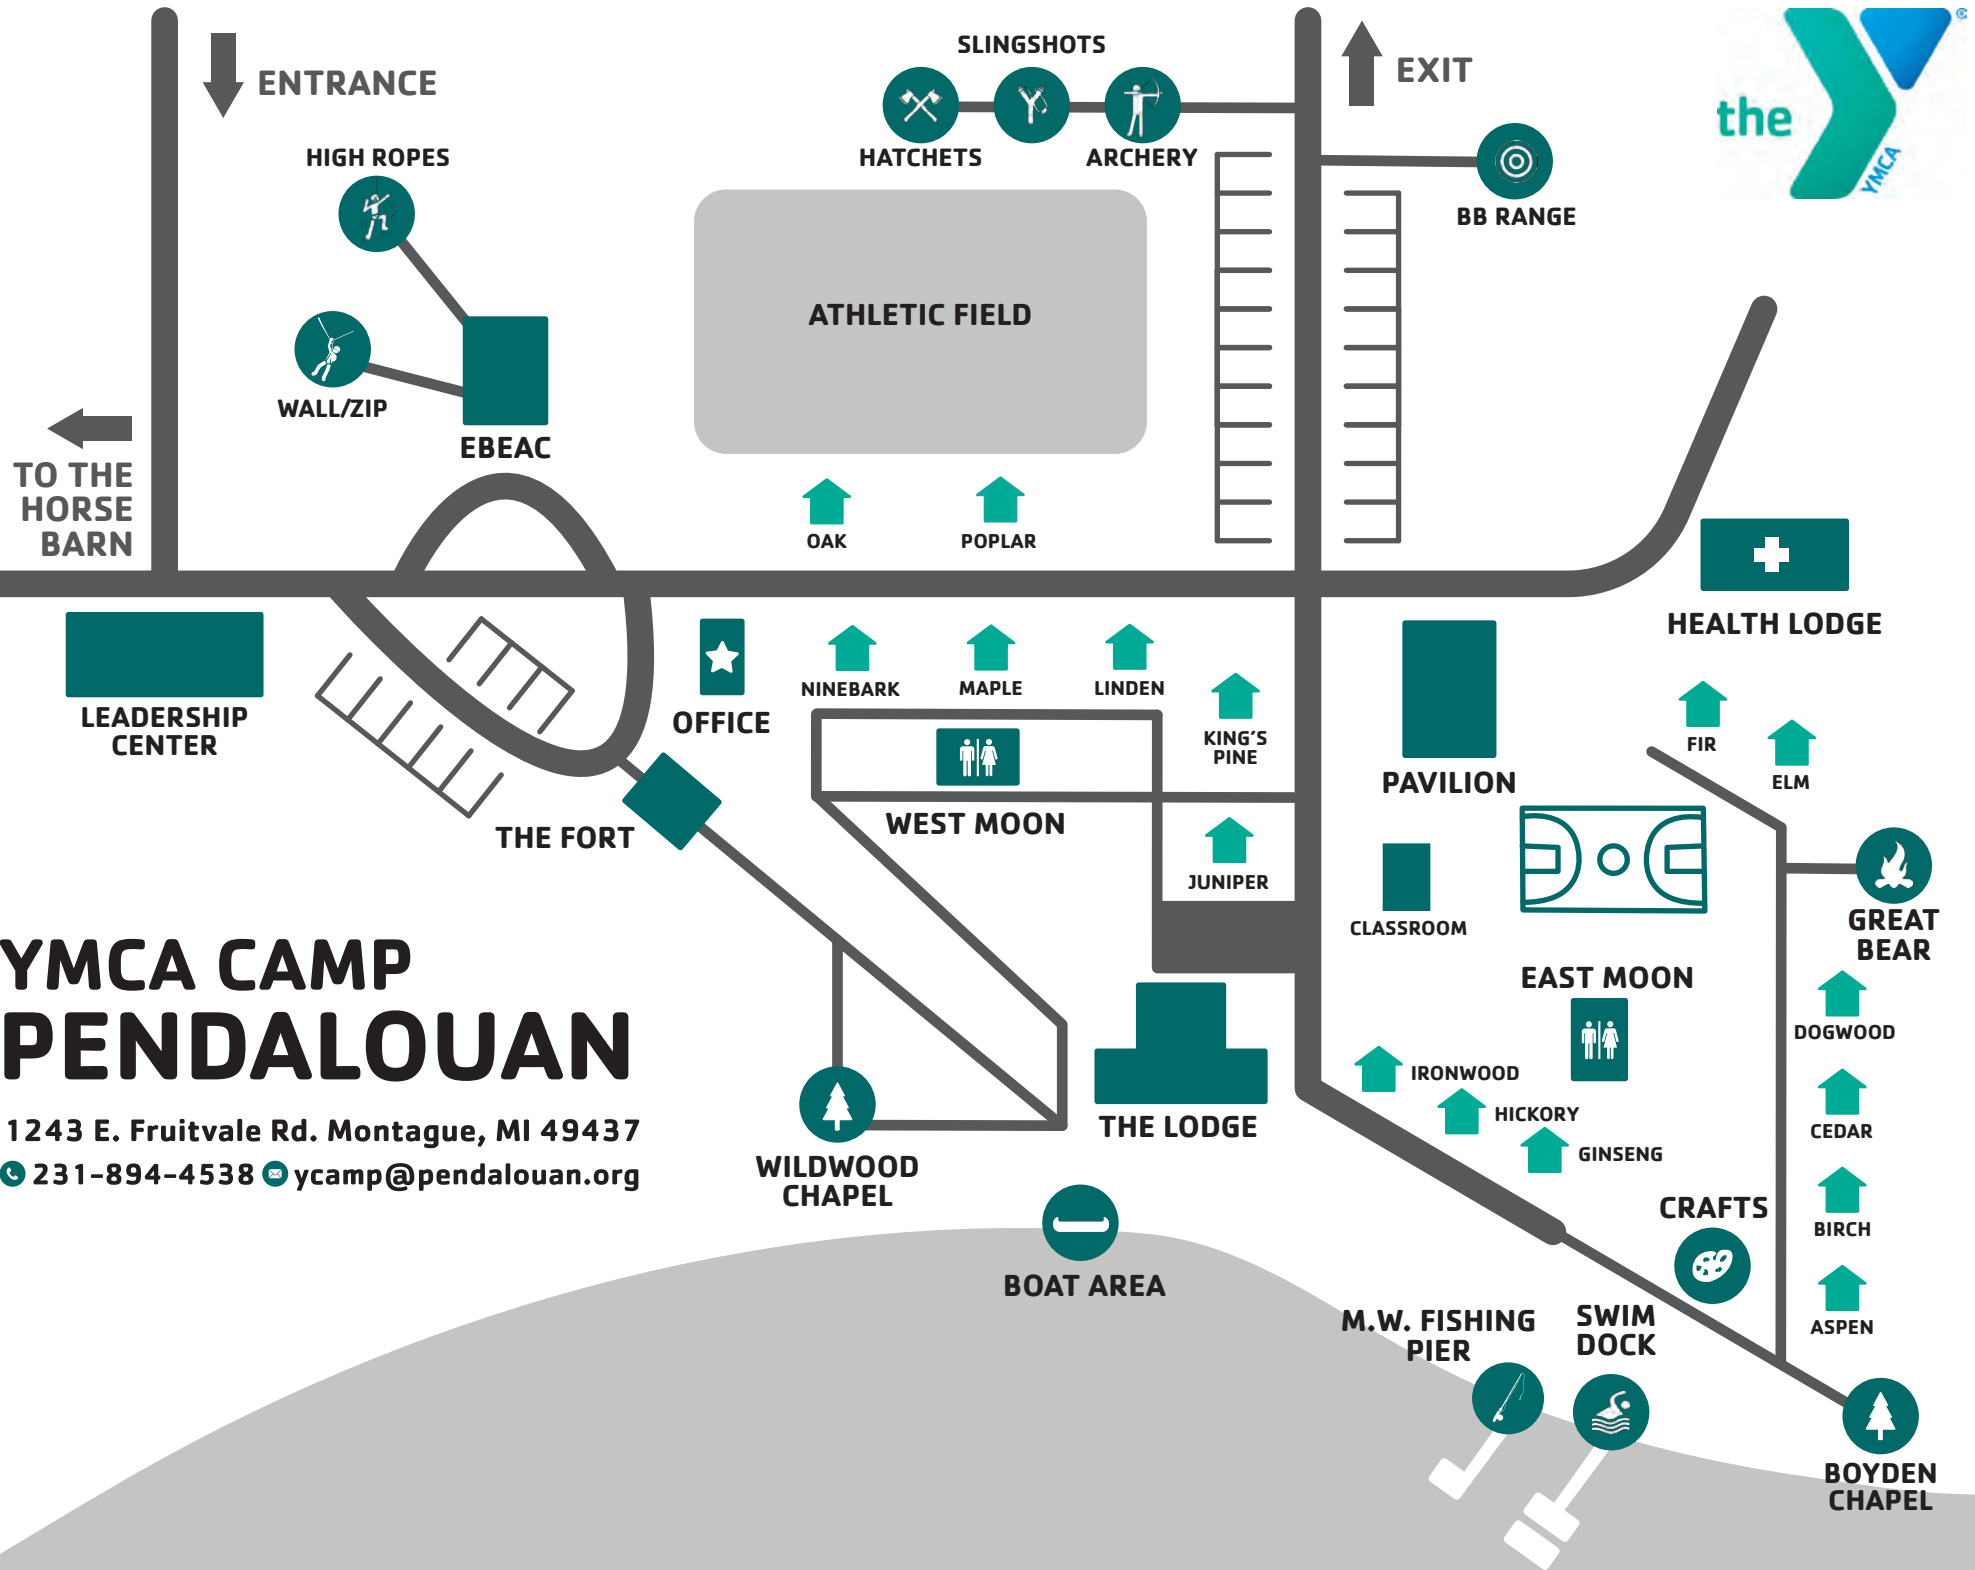 ENTRANCE
SLINGSHOTS
EXIT
the
YMCA
HIGH ROPES
HATCHETS
ARCHERY
BB RANGE
ATHLETIC FIELD
WALL/ZIP
EBEAC
TO THE
HORSE
BARN
OAK
POPLAR
HEALTH LODGE
LEADERSHIP
CENTER
OFFICE
NINEBARK
MAPLE
LINDEN
KING'S
PINE
PAVILION
FIR
ELM
THE FORT
WEST MOON
JUNIPER
CLASSROOM
GREAT
BEAR
EAST MOON
YMCA CAMP
PENDALOUAN
1243 E. Fruitvale Rd. Montague, MI 49437
231-894-4538 ycamp@pendalouan.org
DOGWOOD
IRONWOOD
HICKORY
GINSENG
CEDAR
THE LODGE
WILDWOOD
CHAPEL
CRAFTS
BIRCH
BOAT AREA
ASPEN
M.W. FISHING
PIER
SWIM
DOCK
BOYDEN
CHAPEL